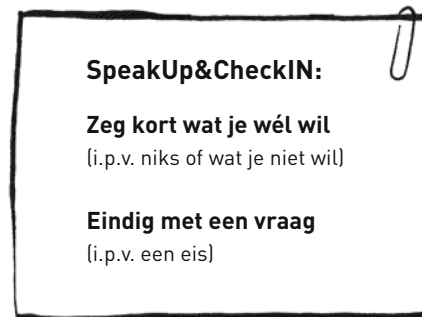 SpeakUp&CheckIN:
Zeg kort wat je wél wil
(i.p.v. niks of wat je niet wil)
Eindig met een vraag
(i.p.v. een eis)